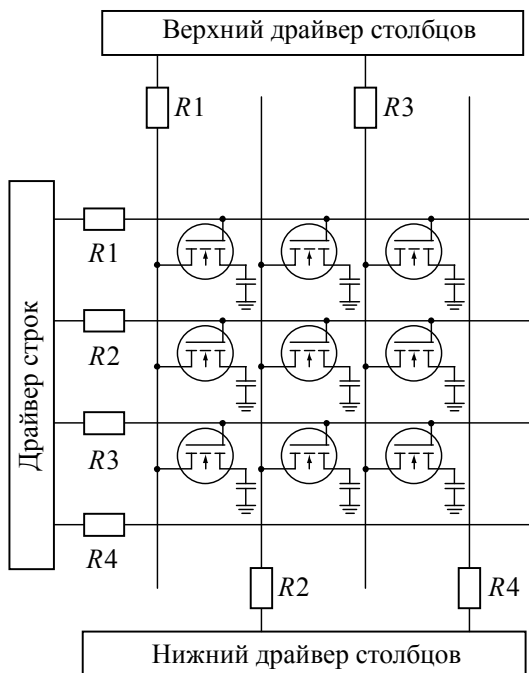 Верхний драйвер столбцов
R1
R3
Драйвер строк
R1
R2
R3
R4
R2
R4
Нижний драйвер столбцов